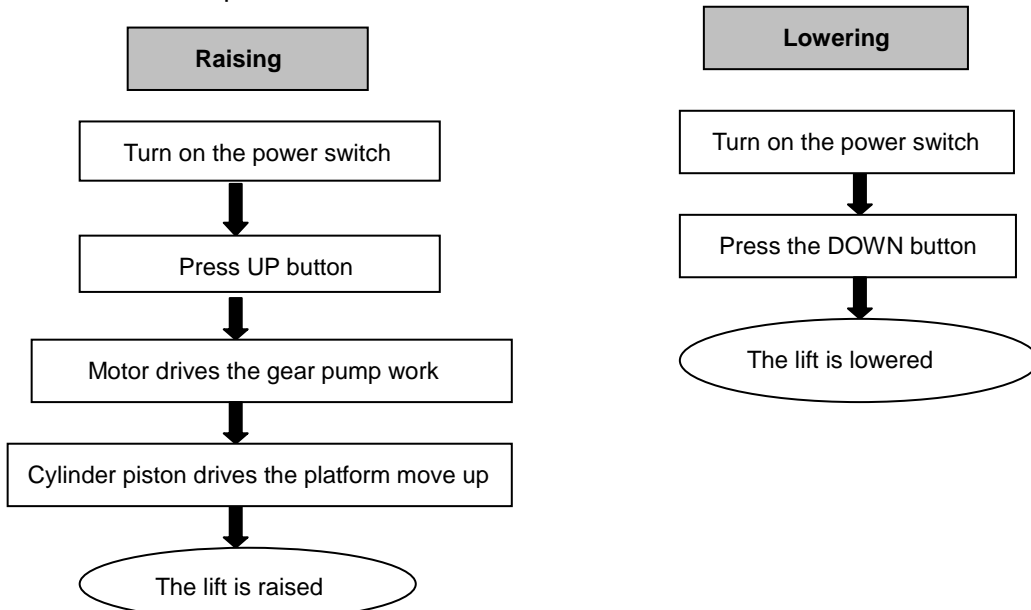 Raising
Turn on the power switch
Press UP button
Motor drives the gear pump work
Cylinder piston drives the platform move up
The lift is raised
Lowering
Turn on the power switch
Press the DOWN button
The lift is lowered